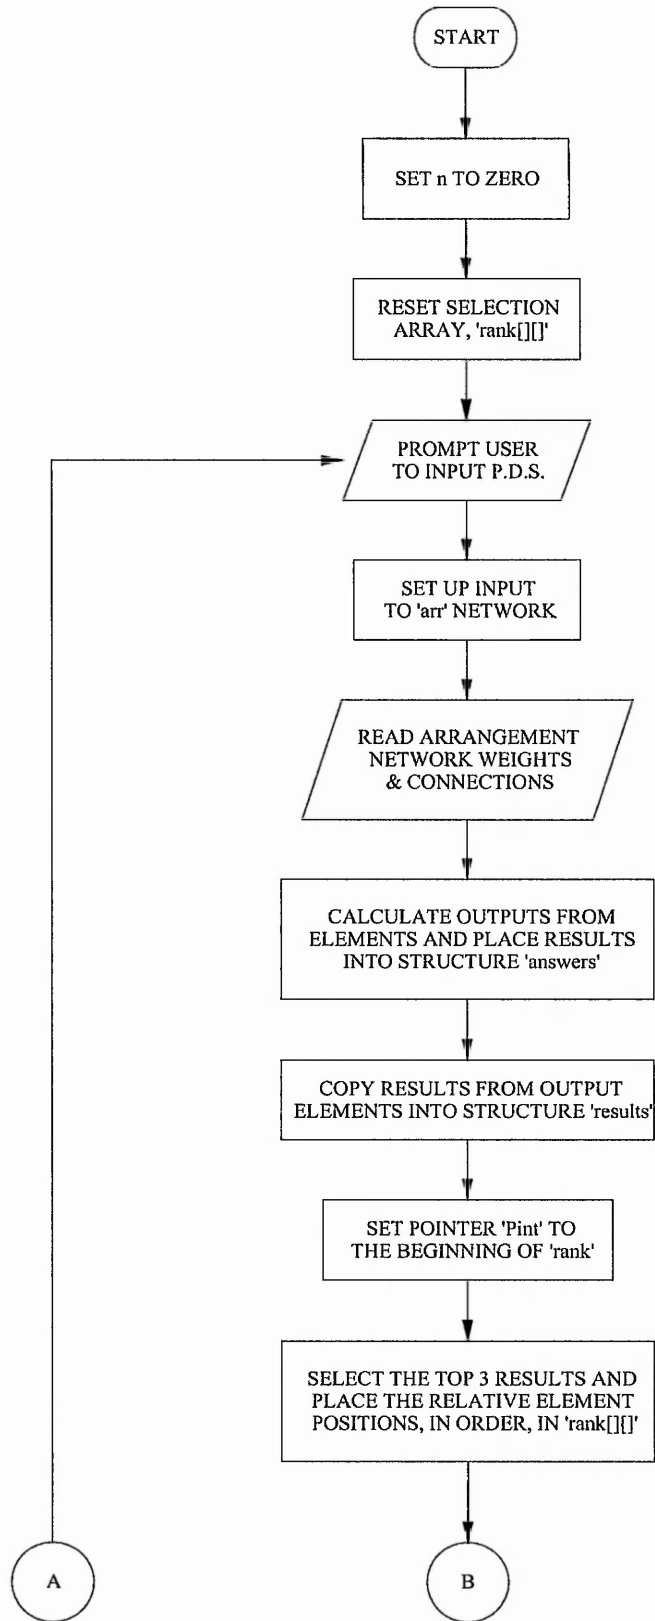 START
SET n TO ZERO
RESET SELECTION
ARRAY, 'rank[][]'
PROMPT USER
TO INPUT P.D.S.
SET UP INPUT
TO 'arr' NETWORK
READ ARRANGEMENT
NETWORK WEIGHTS
& CONNECTIONS
CALCULATE OUTPUTS FROM
ELEMENTS AND PLACE RESULTS
INTO STRUCTURE 'answers'
COPY RESULTS FROM OUTPUT
ELEMENTS INTO STRUCTURE 'results'
SET POINTER 'Pint' TO
THE BEGINNING OF 'rank'
SELECT THE TOP 3 RESULTS AND
PLACE THE RELATIVE ELEMENT
POSITIONS, IN ORDER, IN 'rank[][]'
A
B